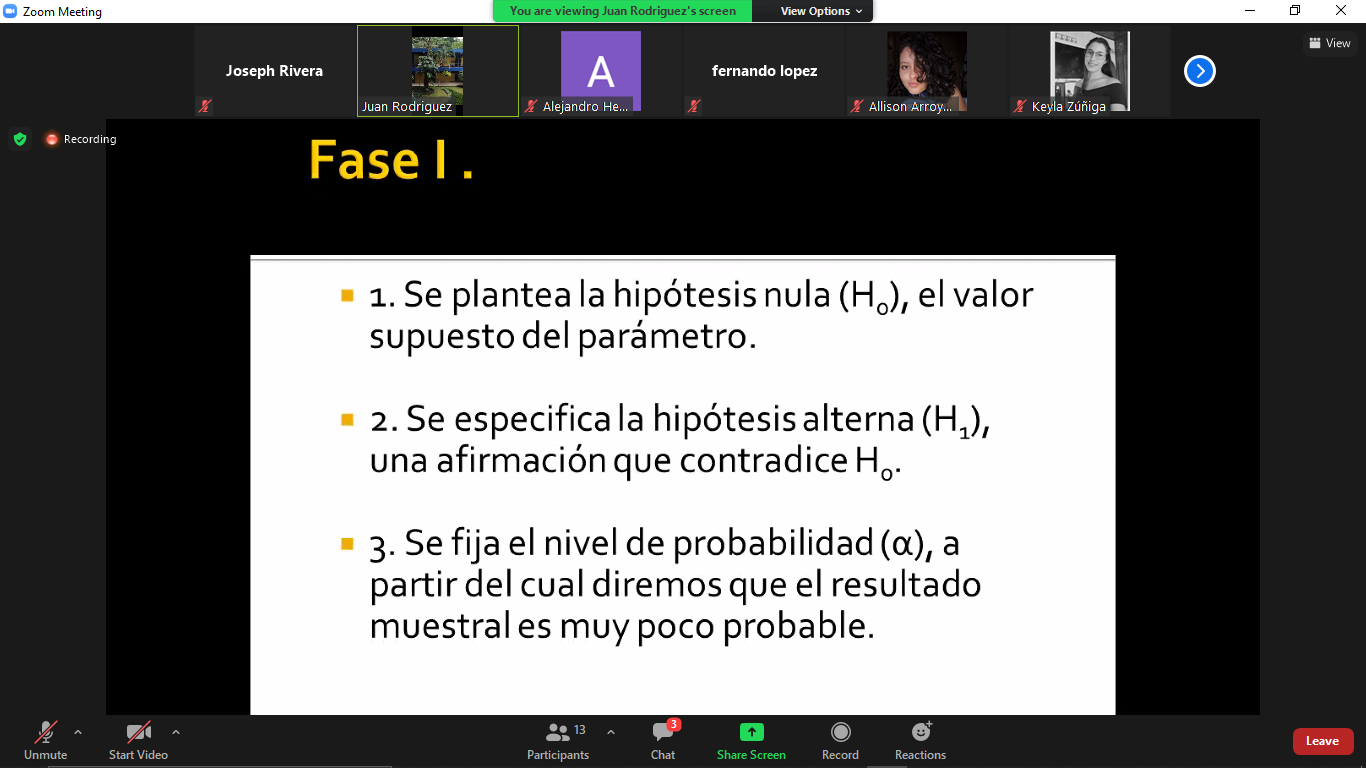 Zoom Meeting
You are viewing Juan Rodriguez's screen
View Options
Joseph Rivera
Juan Rodriguez
A
Alejandro He...
fernando lopez
Allison Arroy...
Keyla Zúñiga
View
Recording
Fase I .
1. Se plantea la hipótesis nula (H₀), el valor
supuesto del parámetro.
2. Se especifica la hipótesis alterna (H₁),
una afirmación que contradice H₀.
3. Se fija el nivel de probabilidad (α), a
partir del cual diremos que el resultado
muestral es muy poco probable.
Unmute
Start Video
13
Participants
3
Chat
Share Screen
Record
Reactions
Leave